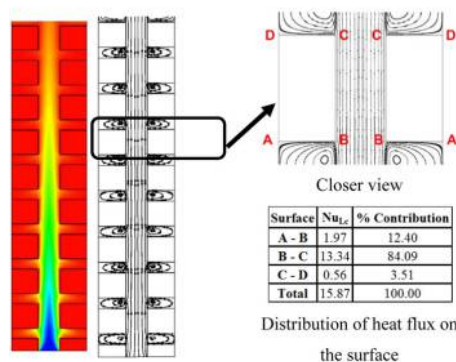 D C C D
A B B A
Closer view
Surface Nu_Lc % Contribution
A - B 1.97 12.40
B - C 13.34 84.09
C - D 0.56 3.51
Total 15.87 100.00
Distribution of heat flux on
the surface